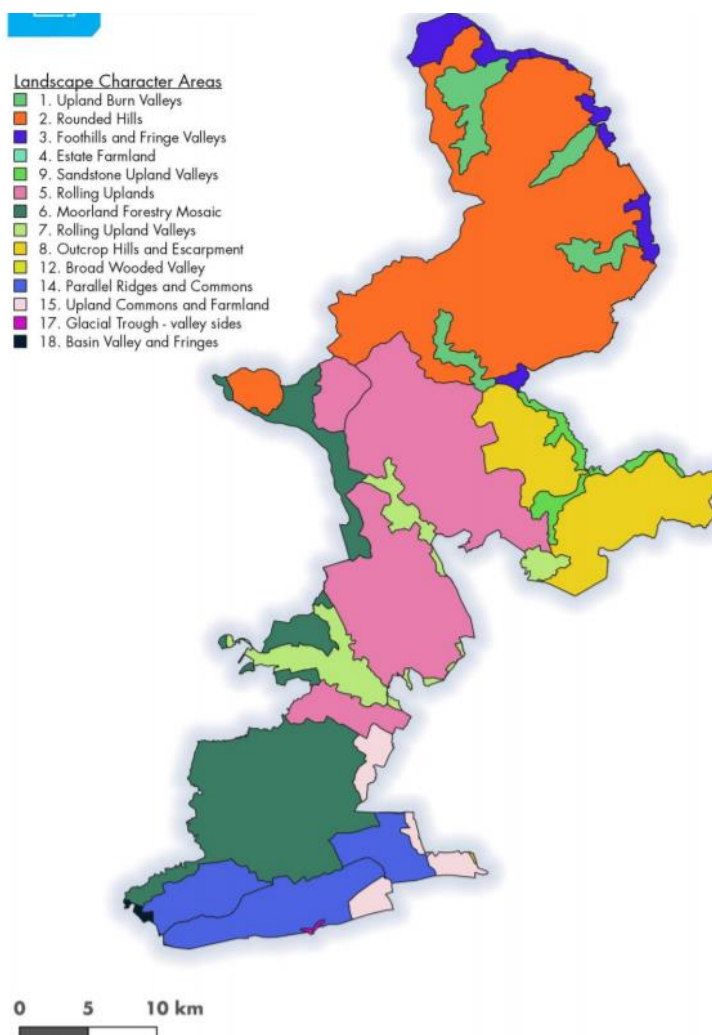 Landscape Character Areas
1. Upland Burn Valleys
2. Rounded Hills
3. Foothills and Fringe Valleys
4. Estate Farmland
9. Sandstone Upland Valleys
5. Rolling Uplands
6. Moorland Forestry Mosaic
7. Rolling Upland Valleys
8. Outcrop Hills and Escarpment
12. Broad Wooded Valley
14. Parallel Ridges and Commons
15. Upland Commons and Farmland
17. Glacial Trough - valley sides
18. Basin Valley and Fringes
0 5 10 km